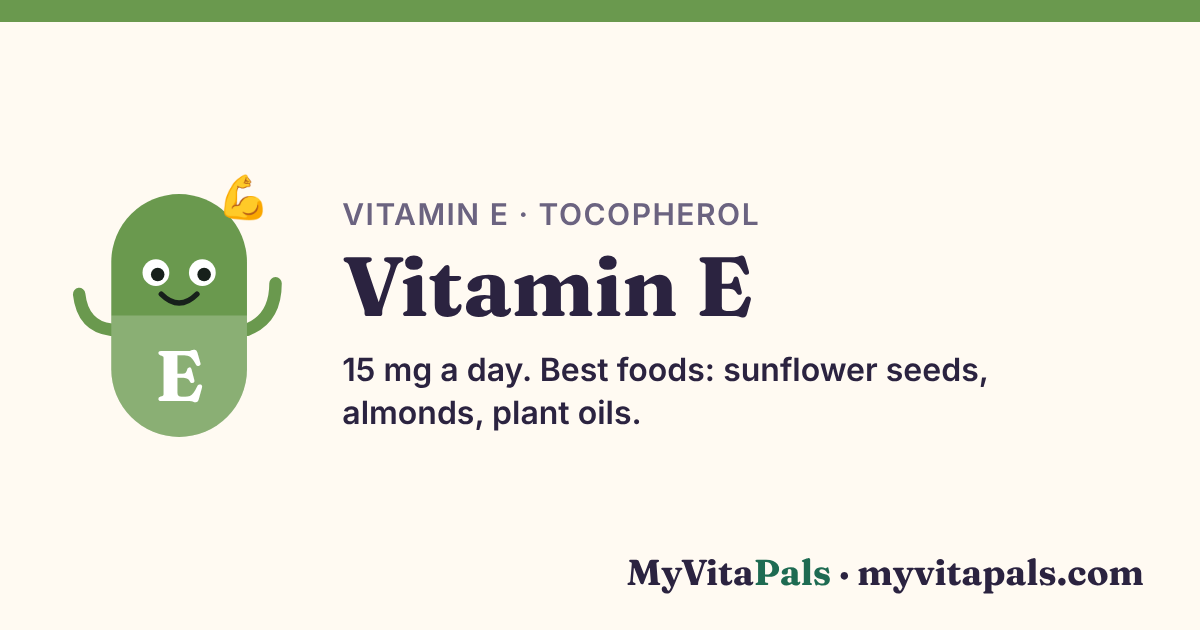 VITAMIN E · TOCOPHEROL
Vitamin E
15 mg a day. Best foods: sunflower seeds,
almonds, plant oils.
E
MyVitaPals · myvitapals.com